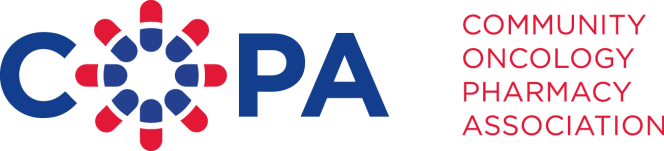 COPA
COMMUNITY
ONCOLOGY
PHARMACY
ASSOCIATION